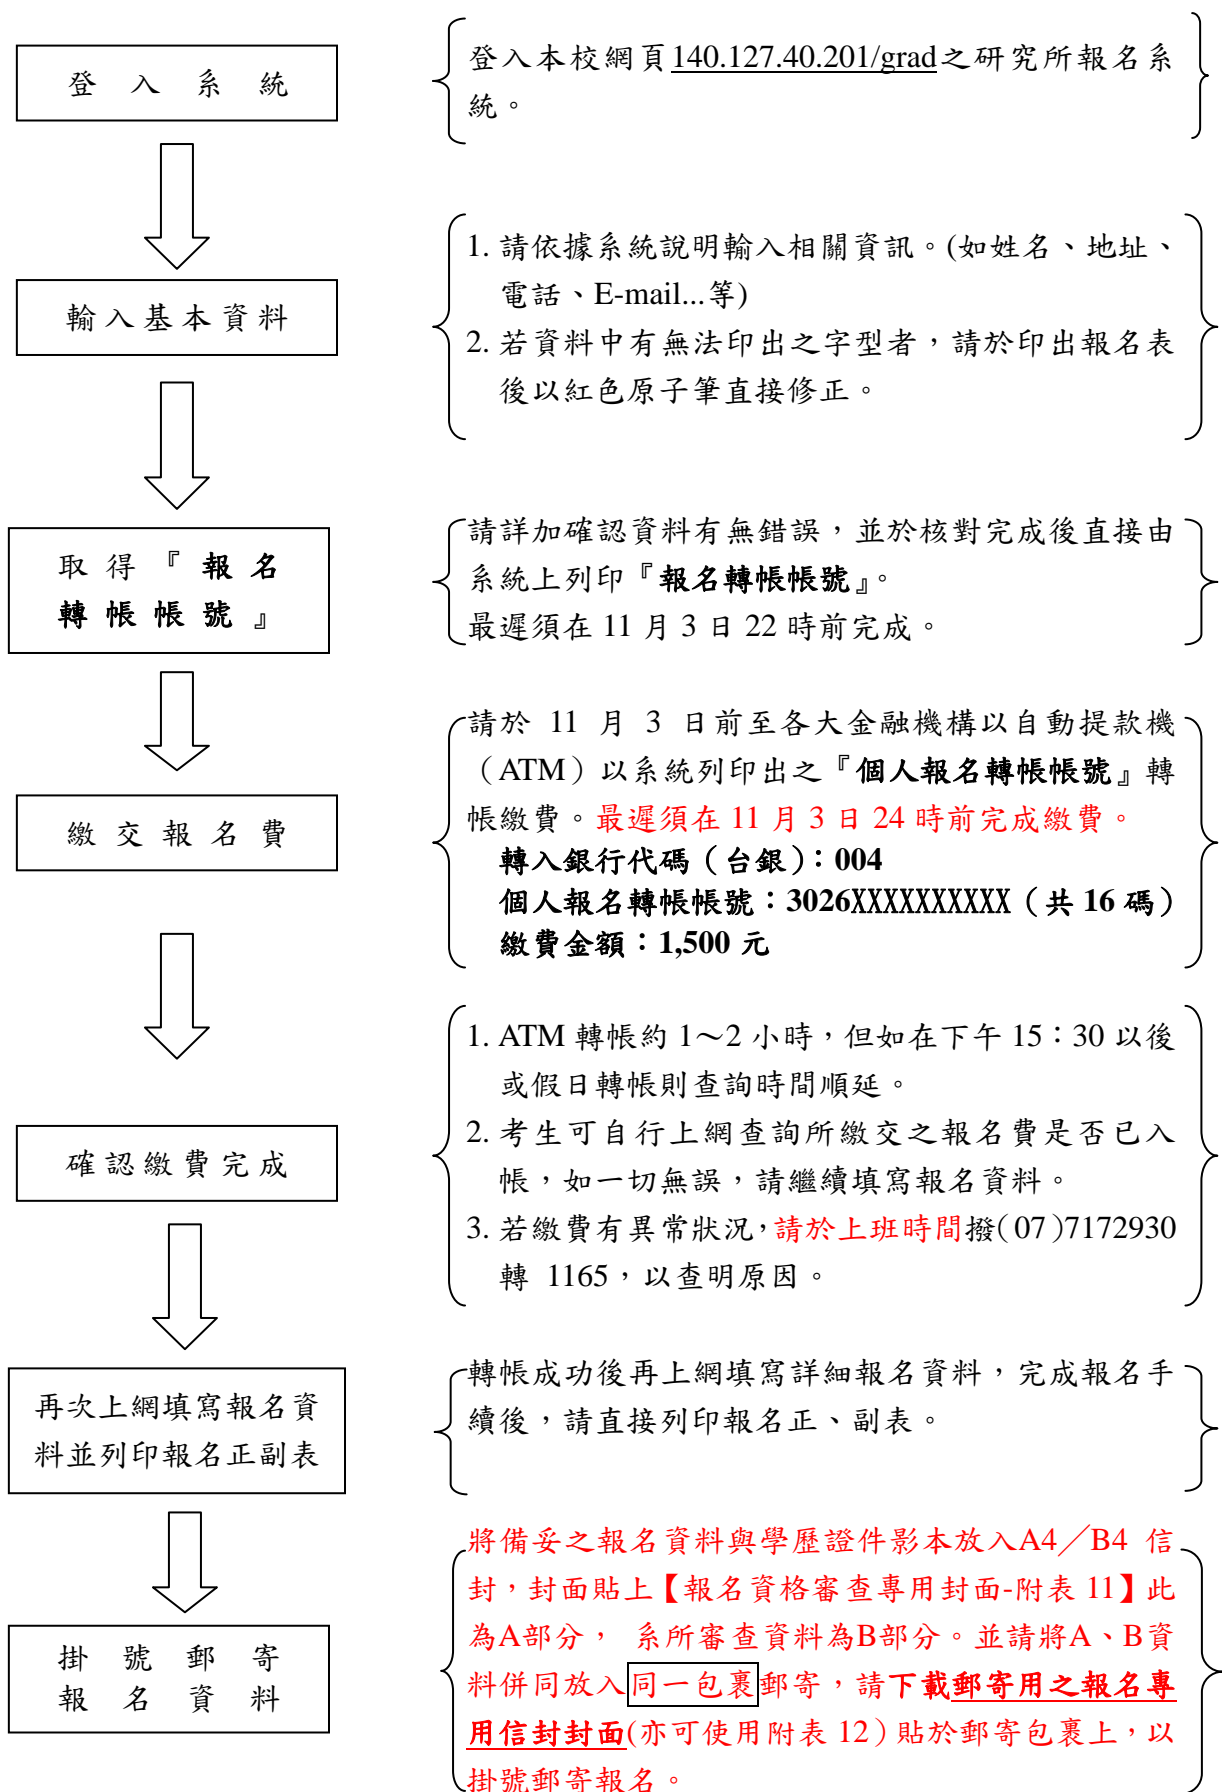 登入系統
登入本校網頁140.127.40.201/grad之研究所報名系
統。
輸入基本資料
1. 請依據系統說明輸入相關資訊。(如姓名、地址、
電話、E-mail...等)
2. 若資料中有無法印出之字型者，請於印出報名表
後以紅色原子筆直接修正。
取得『報名
轉帳帳號』
請詳加確認資料有無錯誤，並於核對完成後直接由
系統上列印『報名轉帳帳號』。
最遲須在 11 月 3 日 22 時前完成。
繳交報名費
請於 11 月 3 日前至各大金融機構以自動提款機
（ATM）以系統列印出之『個人報名轉帳帳號』轉
帳繳費。最遲須在 11 月 3 日 24 時前完成繳費。
轉入銀行代碼（台銀）：004
個人報名轉帳帳號：3026XXXXXXXXXX（共 16 碼）
繳費金額：1,500 元
確認繳費完成
1. ATM 轉帳約 1～2 小時，但如在下午 15：30 以後
或假日轉帳則查詢時間順延。
2. 考生可自行上網查詢所繳交之報名費是否已入
帳，如一切無誤，請繼續填寫報名資料。
3. 若繳費有異常狀況，請於上班時間撥(07)7172930
轉 1165，以查明原因。
再次上網填寫報名資
料並列印報名正副表
轉帳成功後再上網填寫詳細報名資料，完成報名手
續後，請直接列印報名正、副表。
掛號郵寄
報名資料
將備妥之報名資料與學歷證件影本放入A4／B4 信
封，封面貼上【報名資格審查專用封面-附表 11】此
為A部分， 系所審查資料為B部分。並請將A、B資
料併同放入同一包裹郵寄，請下載郵寄用之報名專
用信封封面(亦可使用附表 12）貼於郵寄包裹上，以
掛號郵寄報名。